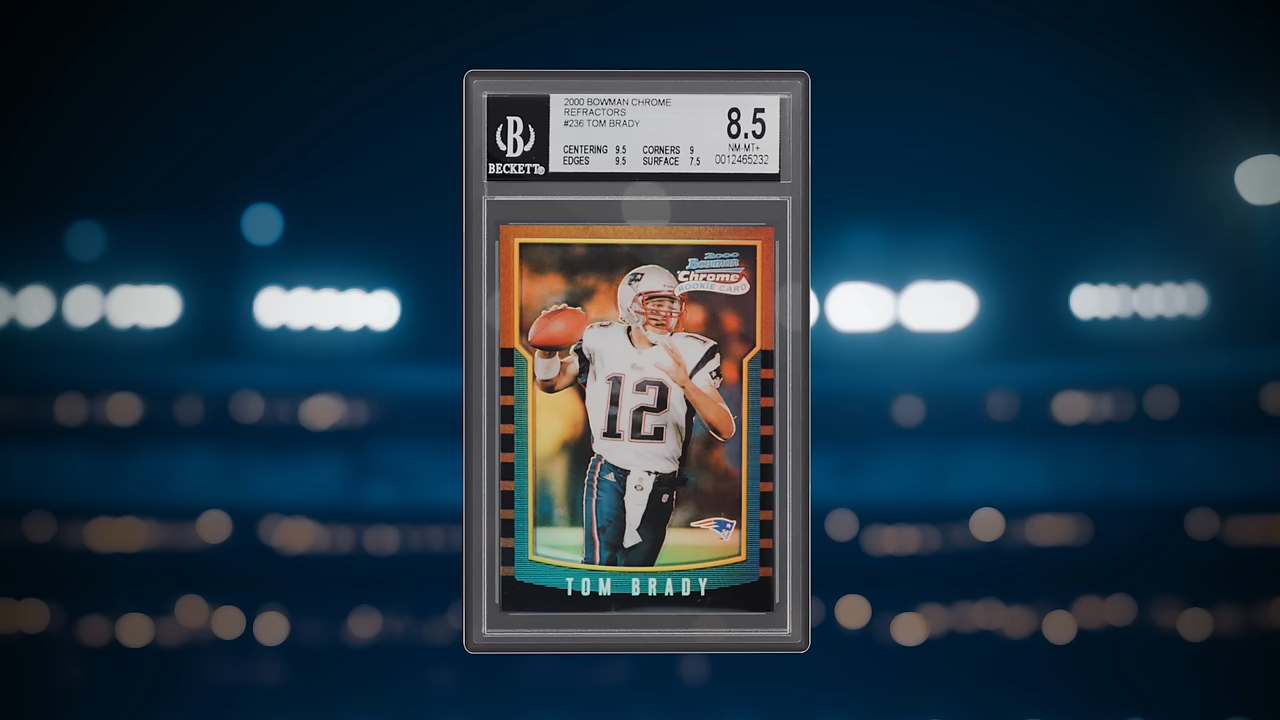 2000 BOWMAN CHROME
REFRACTORS
#236 TOM BRADY
8.5
NM-MT+
0012465232
CENTERING 9.5 CORNERS 9
EDGES 9.5 SURFACE 7.5
B
BECKETT®
2000
Bowman
Chrome
ROOKIE CARD
12
TOM BRADY